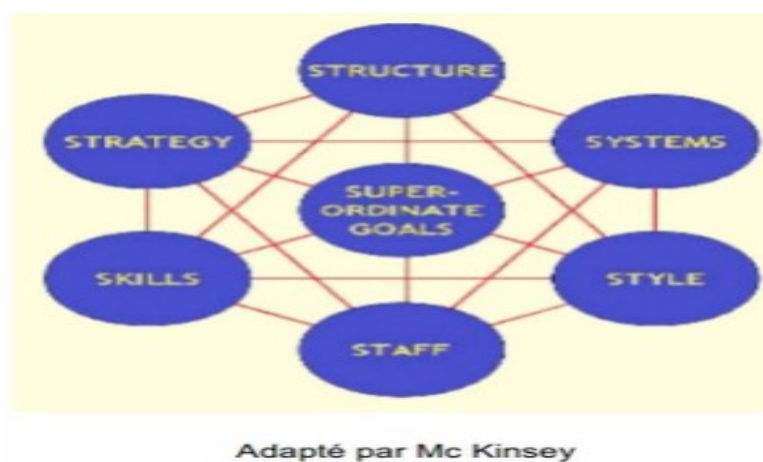 STRUCTURE
STRATEGY
SYSTEMS
SUPER-
ORDINATE
GOALS
SKILLS
STYLE
STAFF
Adapté par Mc Kinsey